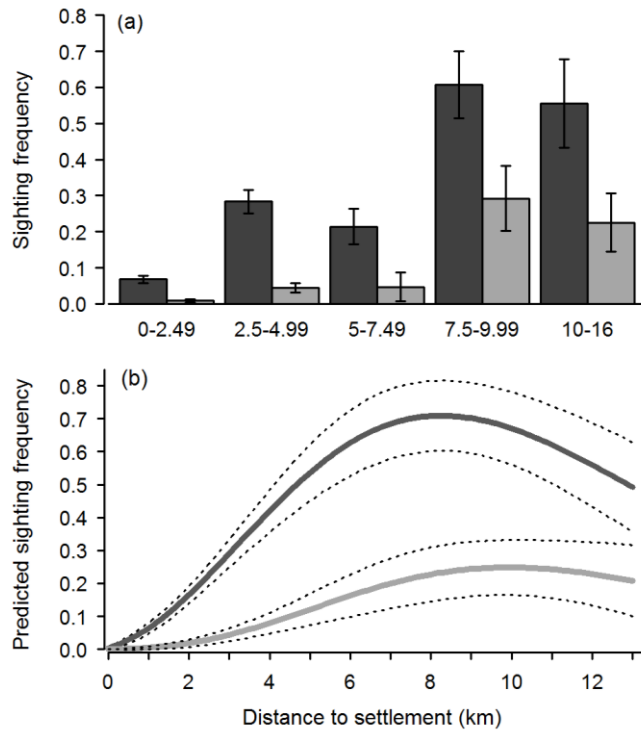 (a)
Sighting frequency
0.8
0.7
0.6
0.5
0.4
0.3
0.2
0.1
0.0
0-2.49 2.5-4.99 5-7.49 7.5-9.99 10-16
(b)
Predicted sighting frequency
0.8
0.7
0.6
0.5
0.4
0.3
0.2
0.1
0.0
0 2 4 6 8 10 12
Distance to settlement (km)